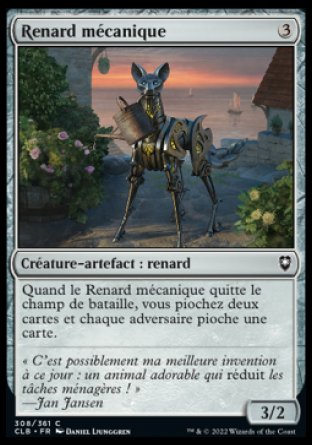 Renard mécanique 3
Créature-artefact : renard
Quand le Renard mécanique quitte le
champ de bataille, vous piochez deux
cartes et chaque adversaire pioche une
carte.
« C'est possiblement ma meilleure invention
à ce jour : un animal adorable qui réduit les
tâches ménagères ! »
—Jan Jansen
3/2
308/361 C
CLB • FR Daniel Ljunggren
™ & © 2022 Wizards of the Coast